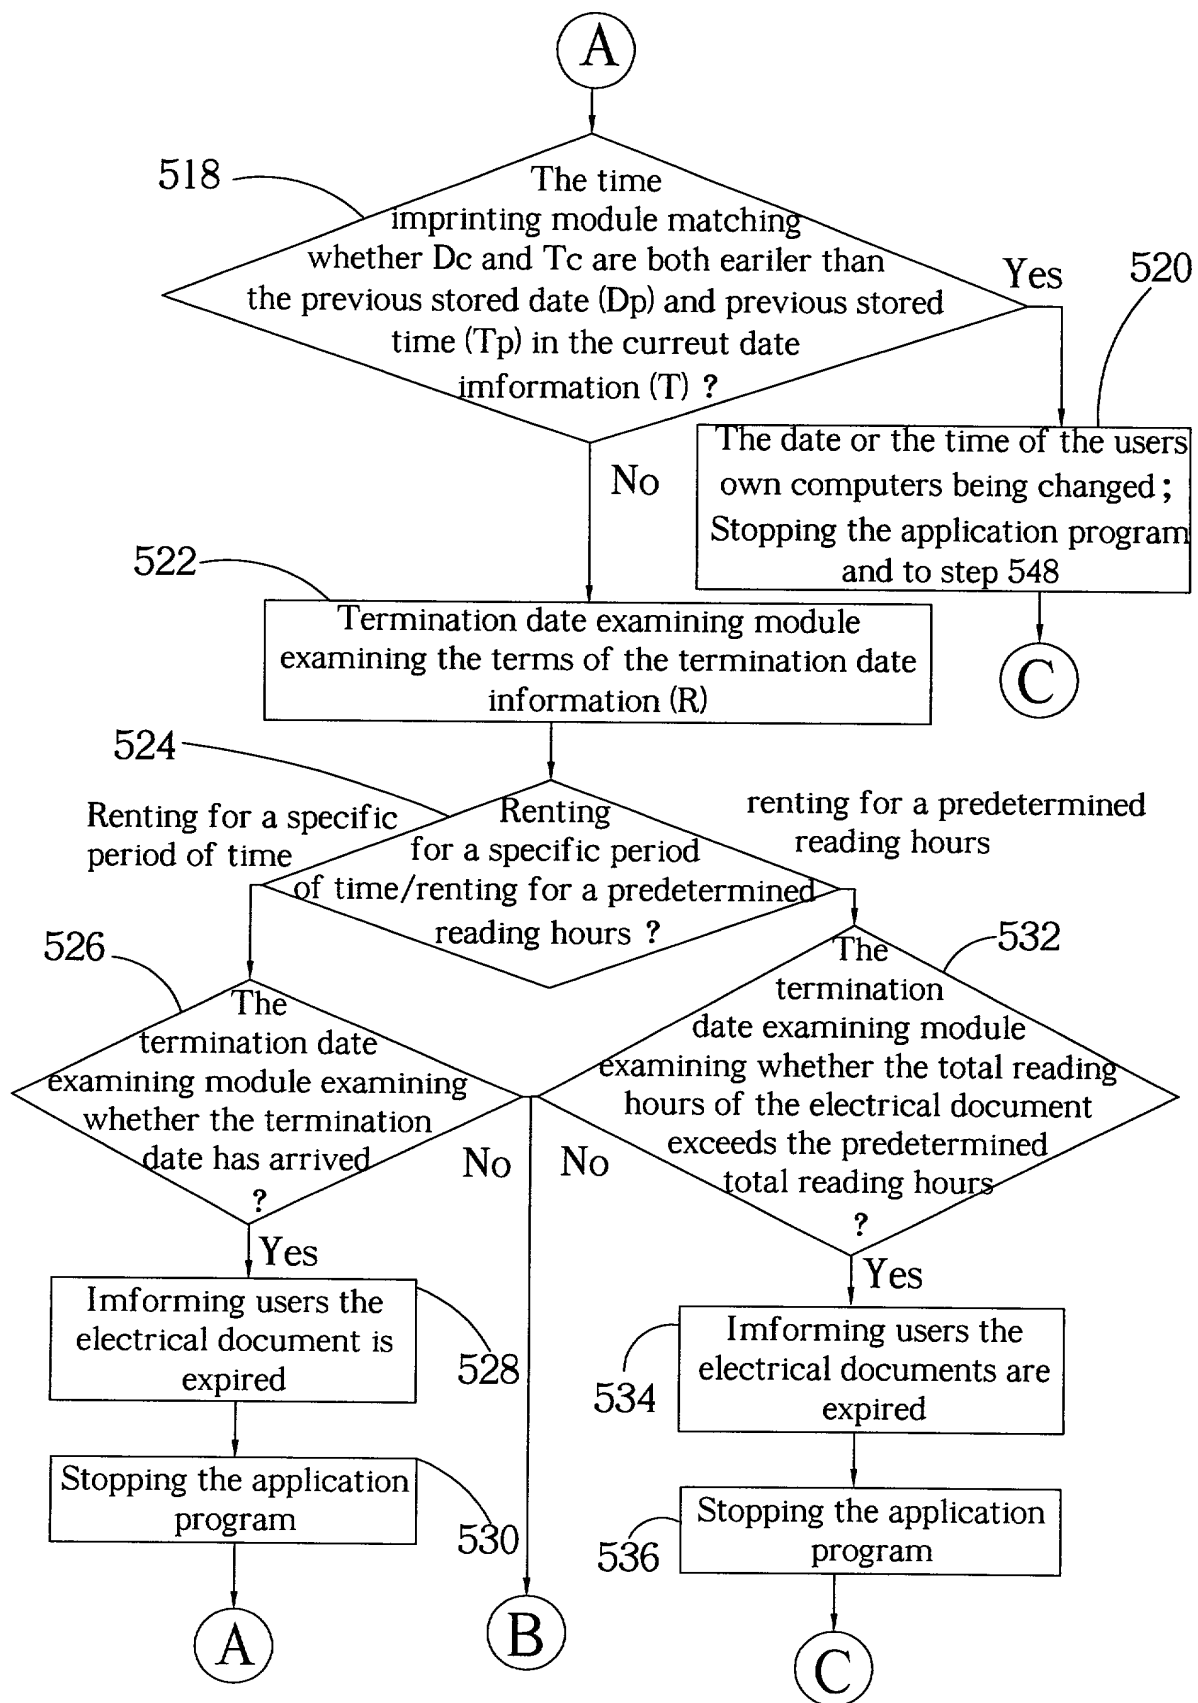 A
518
The time
imprinting module matching
whether Dc and Tc are both eariler than
the previous stored date (Dp) and previous stored
time (Tp) in the curreut date
imformation (T) ?
Yes
520
The date or the time of the users
own computers being changed;
Stopping the application program
and to step 548
No
C
522
Termination date examining module
examining the terms of the termination date
information (R)
524
Renting for a specific
period of time
Renting
for a specific period
of time/renting for a predetermined
reading hours ?
renting for a predetermined
reading hours
526
The
termination date
examining module examining
whether the termination
date has arrived
?
No
532
The
termination
date examining module
examining whether the total reading
hours of the electrical document
exceeds the predetermined
total reading hours
?
No
Yes
Imforming users the
electrical document is
expired
528
Yes
534
Imforming users the
electrical documents are
expired
Stopping the application
program
530
536
Stopping the application
program
A
B
C